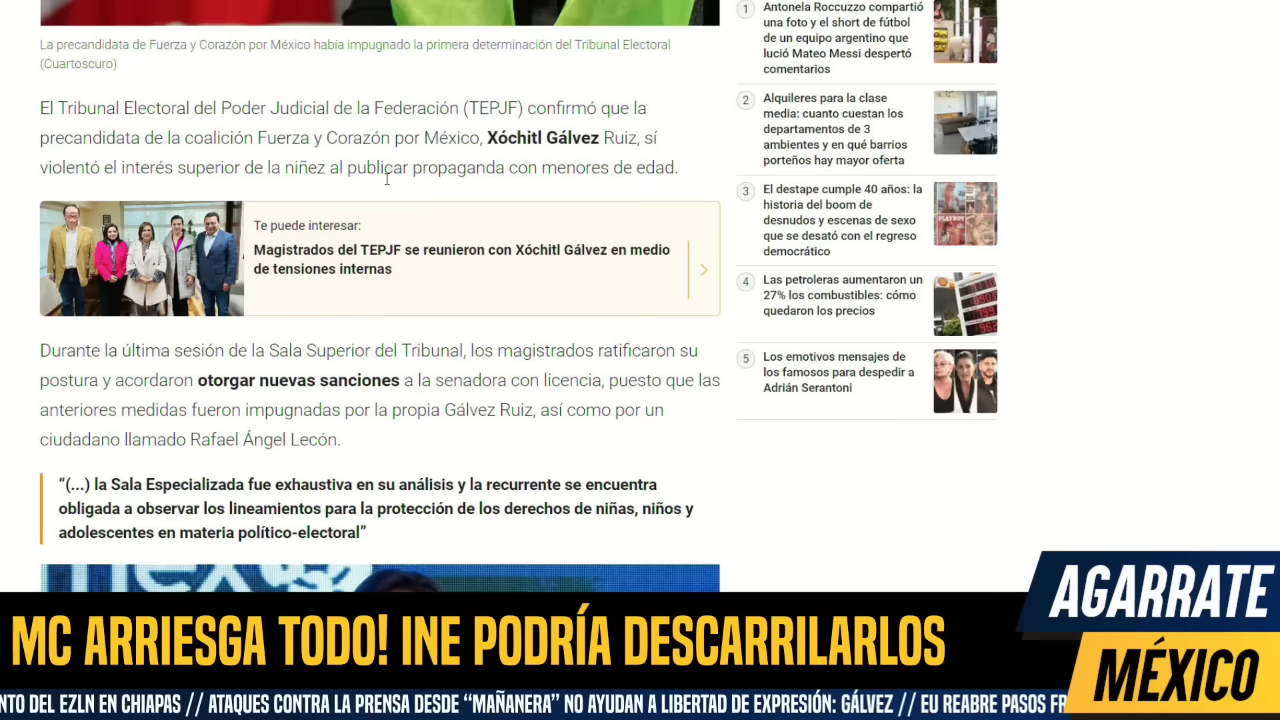 La precandidata de Fuerza y Corazón por México había impugnado la primera determinación del Tribunal Electoral
(Cuartoscuro)
El Tribunal Electoral del Poder Judicial de la Federación (TEPJF) confirmó que la
precandidata de la coalición Fuerza y Corazón por México, Xóchitl Gálvez Ruiz, sí
violentó el interés superior de la niñez al publicar propaganda con menores de edad.
Te puede interesar:
Magistrados del TEPJF se reunieron con Xóchitl Gálvez en medio
de tensiones internas
Durante la última sesión de la Sala Superior del Tribunal, los magistrados ratificaron su
postura y acordaron otorgar nuevas sanciones a la senadora con licencia, puesto que las
anteriores medidas fueron impugnadas por la propia Gálvez Ruiz, así como por un
ciudadano llamado Rafael Ángel Lecón.
“(...) la Sala Especializada fue exhaustiva en su análisis y la recurrente se encuentra
obligada a observar los lineamientos para la protección de los derechos de niñas, niños y
adolescentes en materia político-electoral”
1
Antonela Roccuzzo compartió
una foto y el short de fútbol
de un equipo argentino que
lució Mateo Messi despertó
comentarios
2
Alquileres para la clase
media: cuanto cuestan los
departamentos de 3
ambientes y en qué barrios
porteños hay mayor oferta
3
El destape cumple 40 años: la
historia del boom de
desnudos y escenas de sexo
que se desató con el regreso
democrático
PLAYBOY
4
Las petroleras aumentaron un
27% los combustibles: cómo
quedaron los precios
5
Los emotivos mensajes de
los famosos para despedir a
Adrián Serantoni
MC ARRIESGA TODO! INE PODRÍA DESCARRILARLOS
AGARRATE
MÉXICO
NTO DEL EZLN EN CHIAPAS // ATAQUES CONTRA LA PRENSA DESDE “MAÑANERA” NO AYUDAN A LIBERTAD DE EXPRESIÓN: GÁLVEZ // EU REABRE PASOS FR